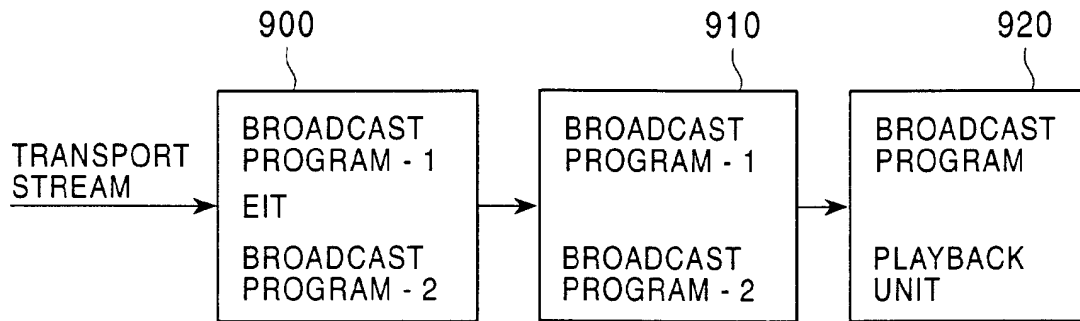 900
910
920
TRANSPORT
STREAM
BROADCAST
PROGRAM - 1
EIT
BROADCAST
PROGRAM - 2
BROADCAST
PROGRAM - 1
BROADCAST
PROGRAM - 2
BROADCAST
PROGRAM
PLAYBACK
UNIT